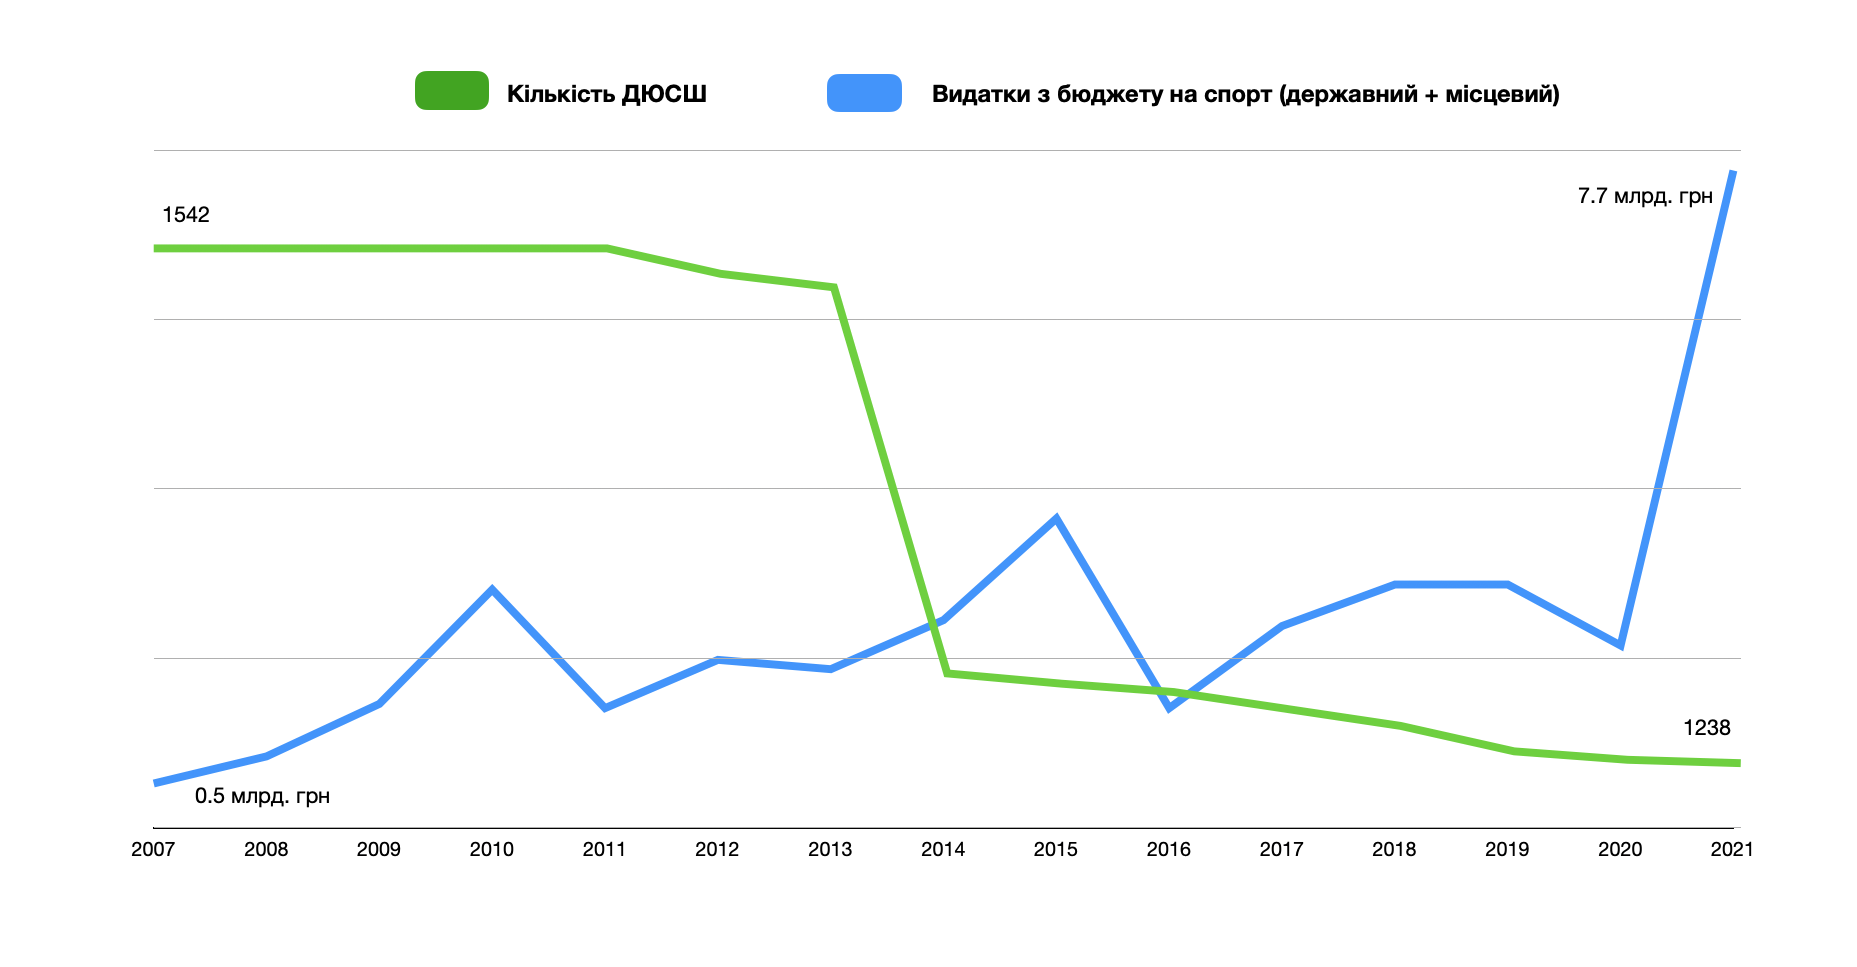 Кількість ДЮСШ
Видатки з бюджету на спорт (державний + місцевий)
7.7 млрд. грн
1542
1238
0.5 млрд. грн
2007 2008 2009 2010 2011 2012 2013 2014 2015 2016 2017 2018 2019 2020 2021